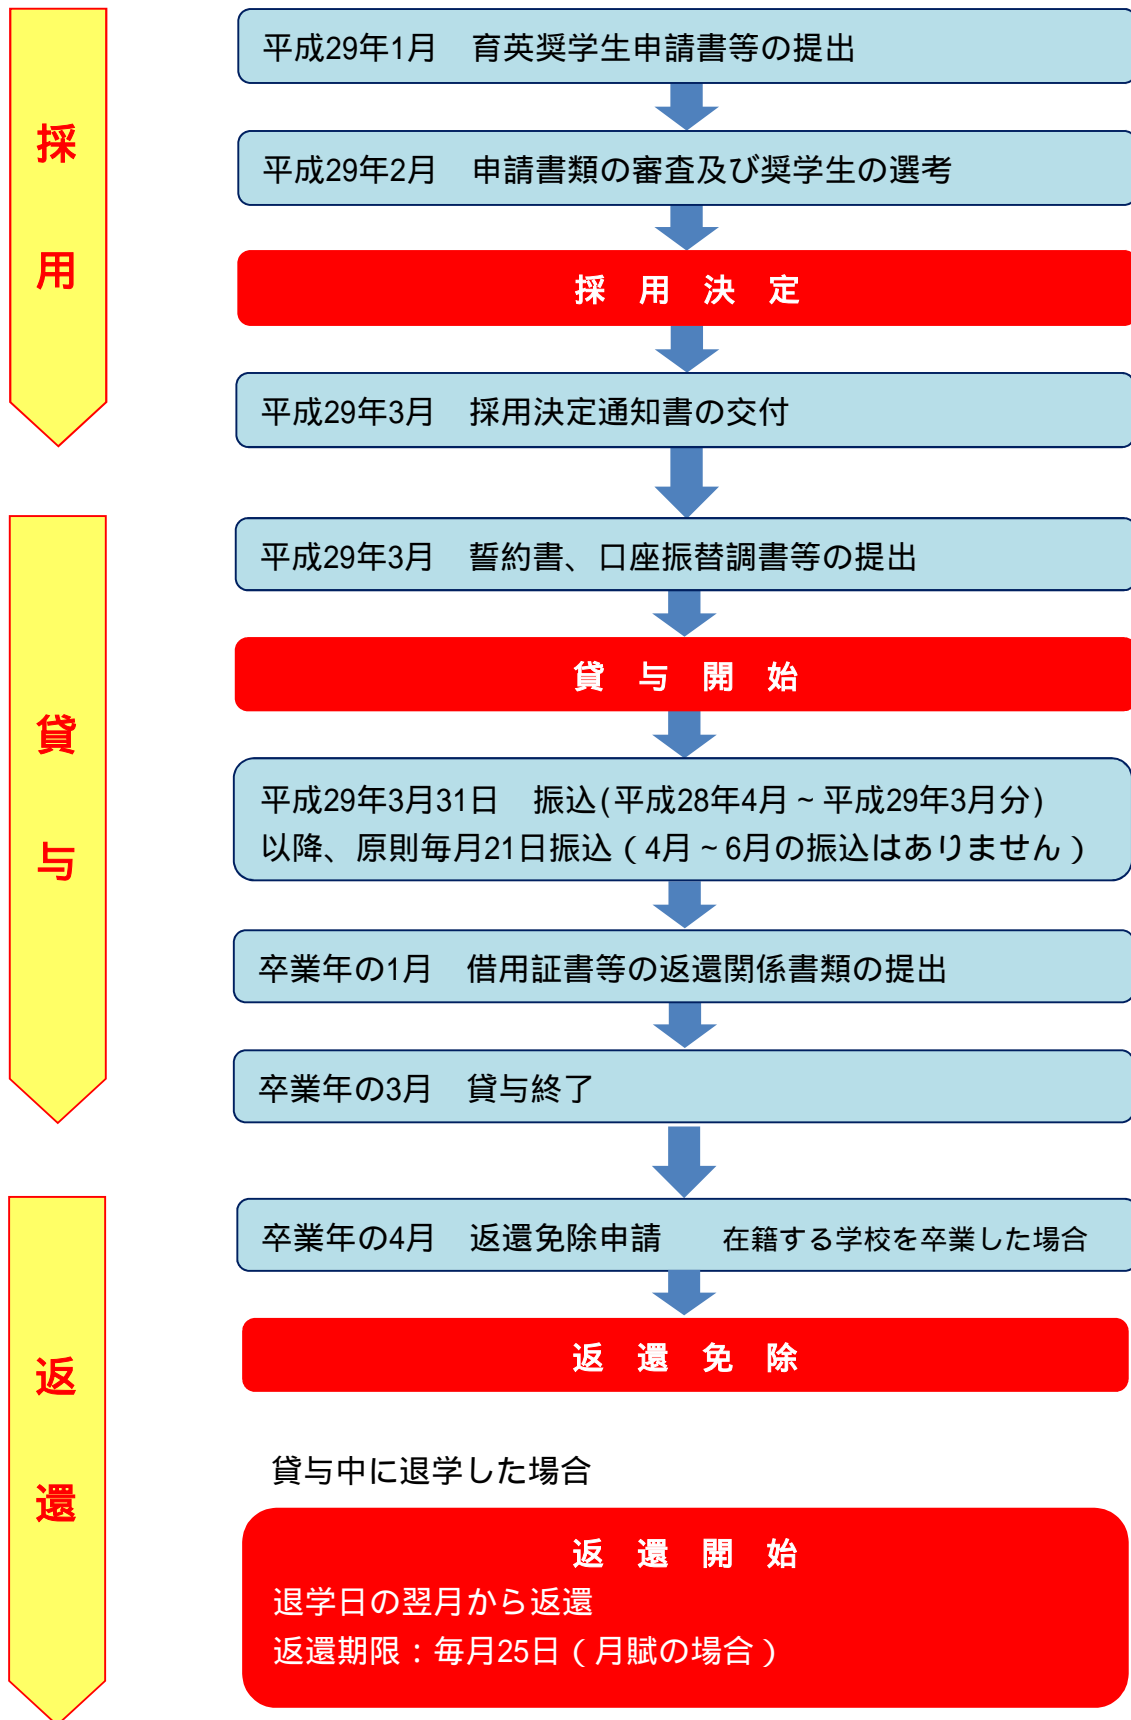 採用
平成29年1月　育英奨学生申請書等の提出
平成29年2月　申請書類の審査及び奨学生の選考
採　用　決　定
平成29年3月　採用決定通知書の交付
貸与
平成29年3月　誓約書、口座振替調書等の提出
貸　与　開　始
平成29年3月31日　振込(平成28年4月～平成29年3月分)
以降、原則毎月21日振込（4月～6月の振込はありません）
卒業年の1月　借用証書等の返還関係書類の提出
卒業年の3月　貸与終了
返還
卒業年の4月　返還免除申請　　在籍する学校を卒業した場合
返　還　免　除
貸与中に退学した場合
返　還　開　始
退学日の翌月から返還
返還期限：毎月25日（月賦の場合）